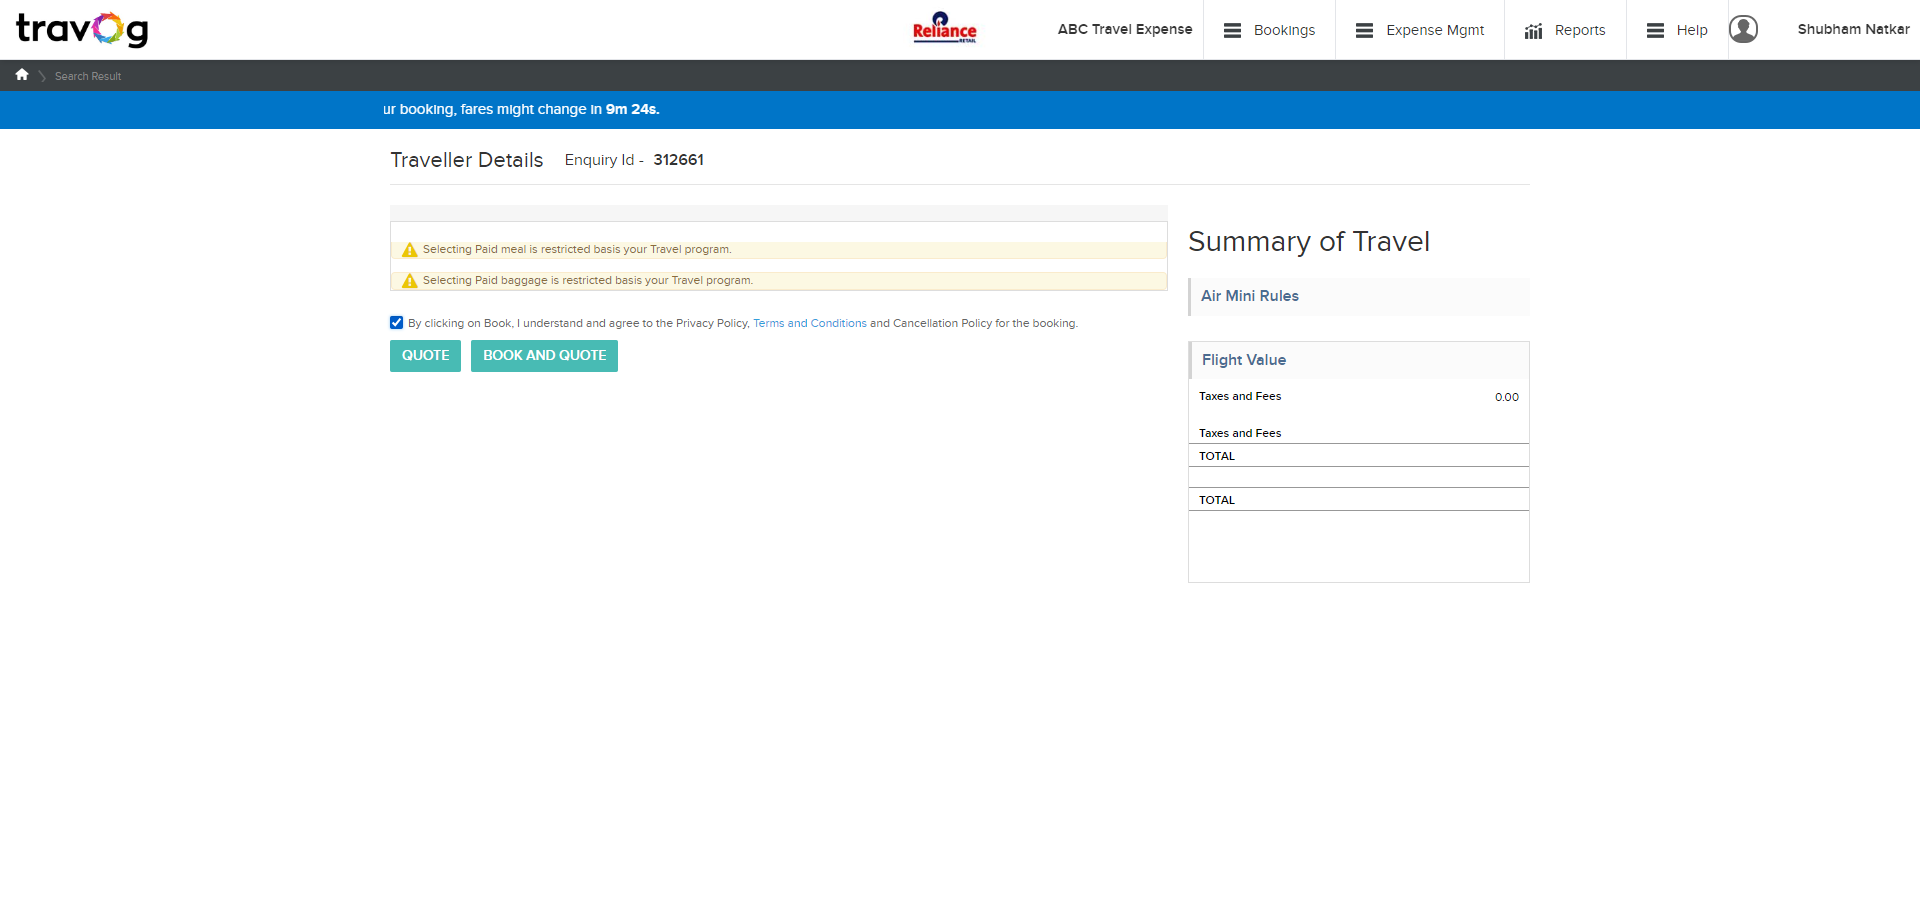 travog
Reliance
RETAIL
ABC Travel Expense
Bookings
Expense Mgmt
Reports
Help
Shubham Natkar
Search Result
ur booking, fares might change in 9m 24s.
Traveller Details
Enquiry Id - 312661
Selecting Paid meal is restricted basis your Travel program.
Selecting Paid baggage is restricted basis your Travel program.
By clicking on Book, I understand and agree to the Privacy Policy, Terms and Conditions and Cancellation Policy for the booking.
QUOTE
BOOK AND QUOTE
Summary of Travel
Air Mini Rules
Flight Value
Taxes and Fees 0.00
Taxes and Fees
TOTAL
TOTAL